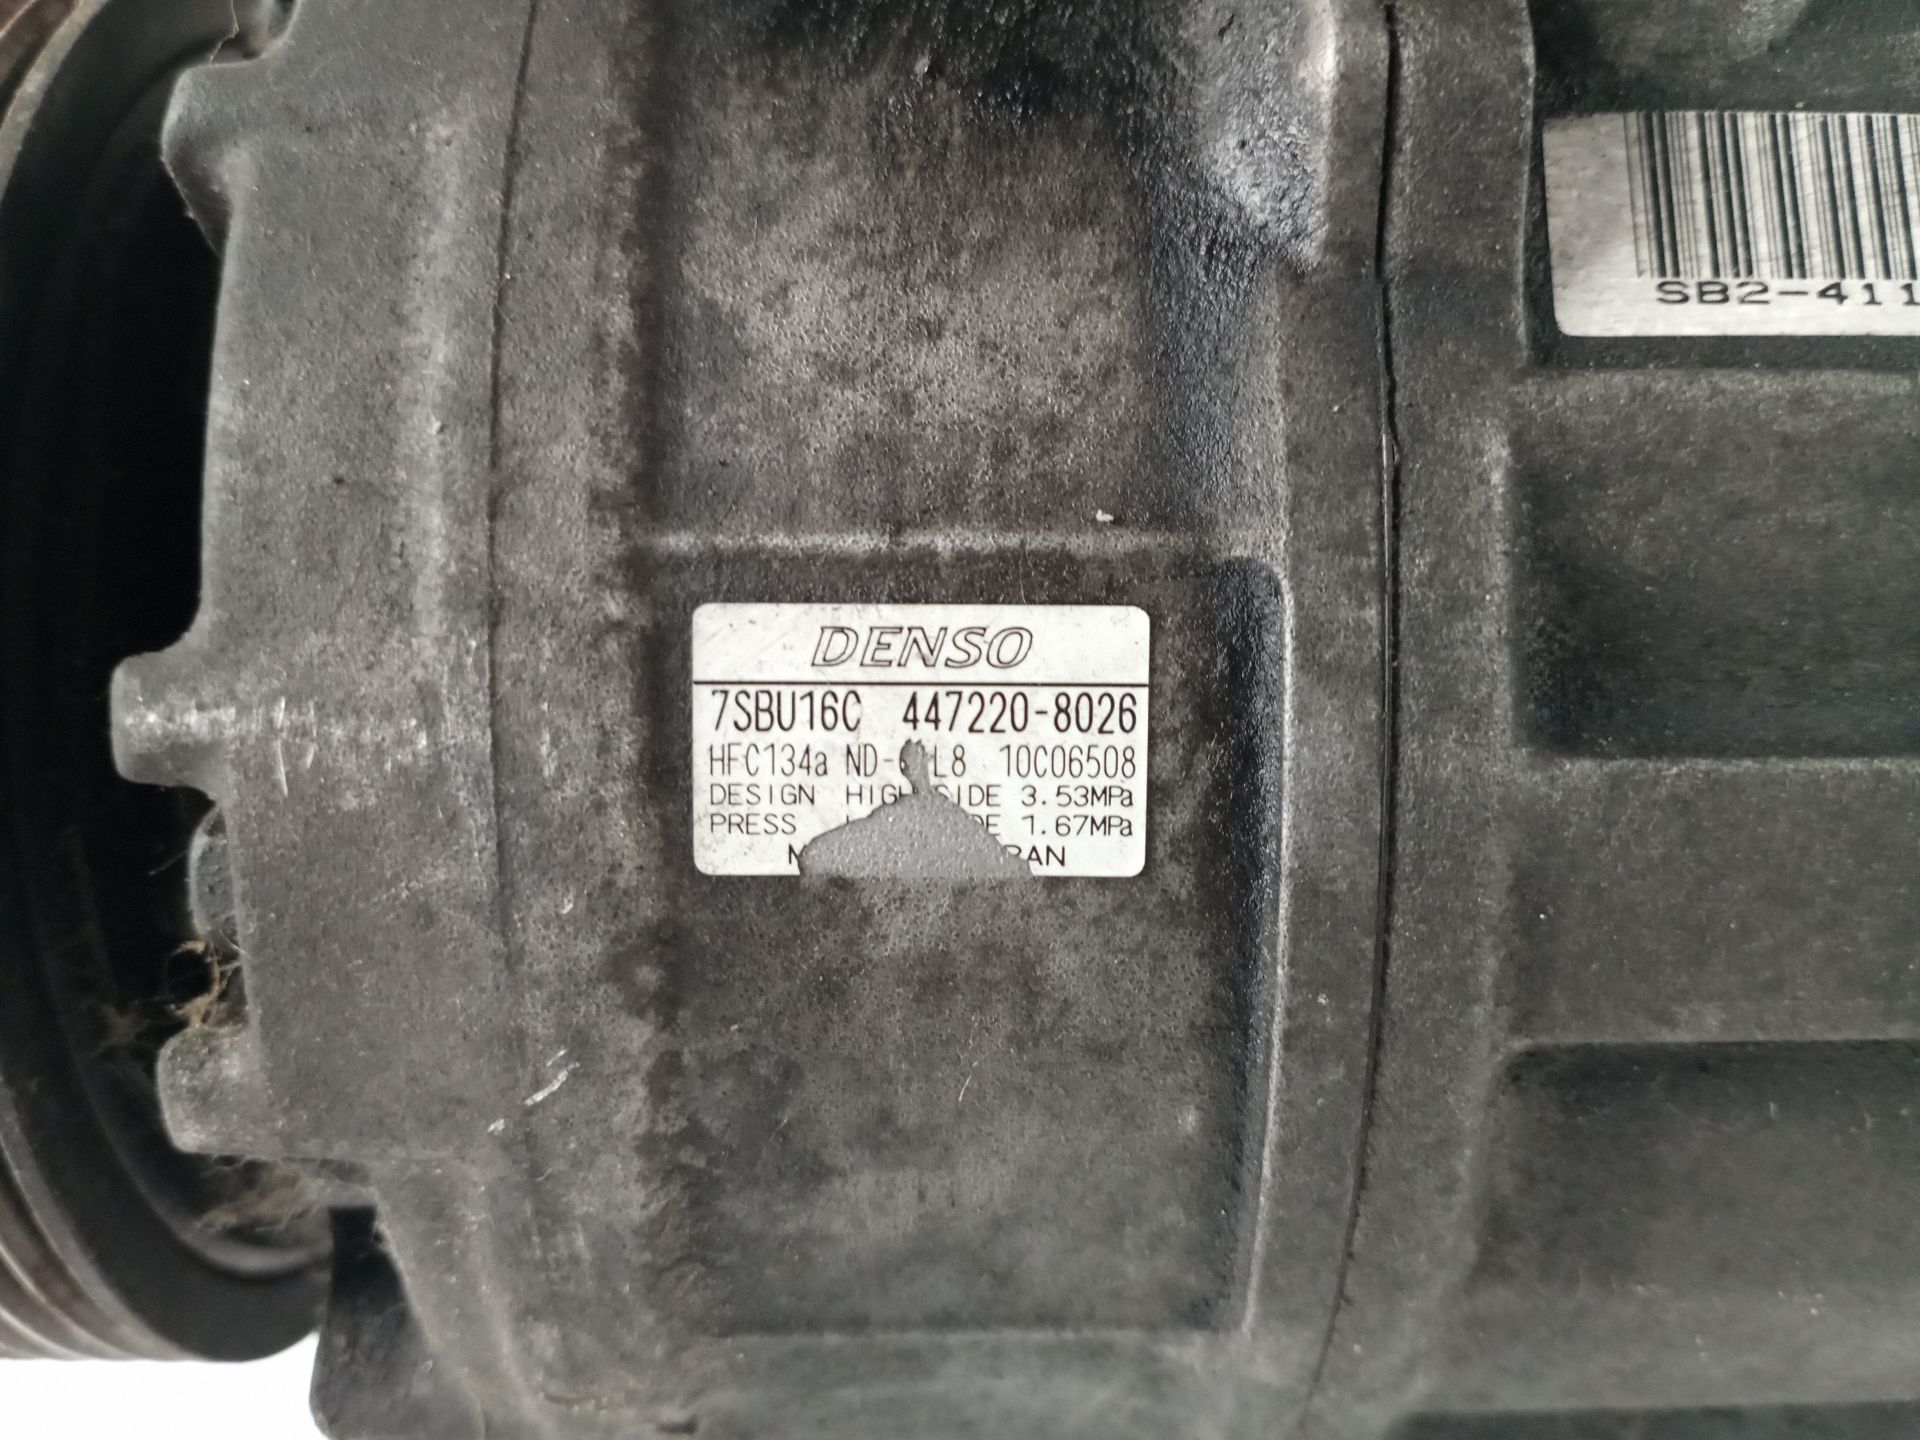 SB2-411
DENSO
7SBU16C 447220-8026
HFC134a 10C06508
DESIGN 3.53MPa
PRESS 1.67MPa